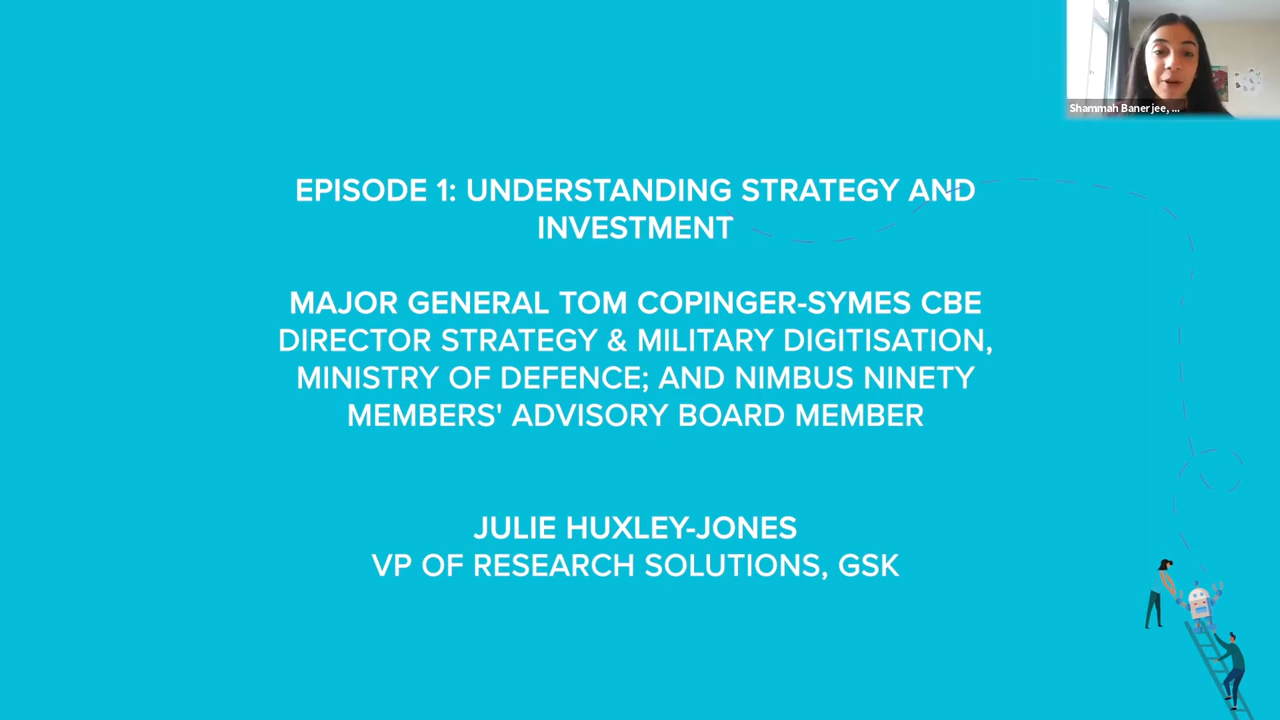 Shammah Banerjee, ...
EPISODE 1: UNDERSTANDING STRATEGY AND
INVESTMENT
MAJOR GENERAL TOM COPINGER-SYMES CBE
DIRECTOR STRATEGY & MILITARY DIGITISATION,
MINISTRY OF DEFENCE; AND NIMBUS NINETY
MEMBERS' ADVISORY BOARD MEMBER
JULIE HUXLEY-JONES
VP OF RESEARCH SOLUTIONS, GSK